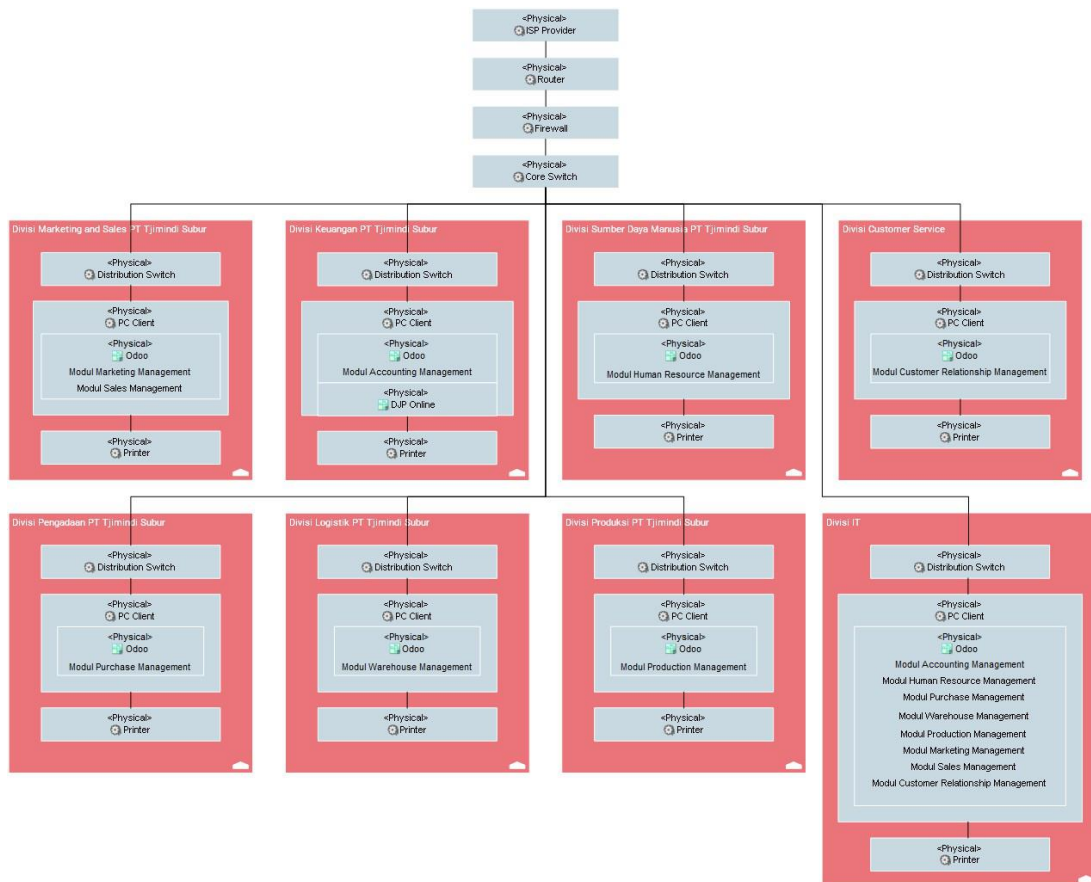 <Physical>
ISP Provider
<Physical>
Router
<Physical>
Firewall
<Physical>
Core Switch
Divisi Marketing and Sales PT Tjimindi Subur
<Physical>
Distribution Switch
<Physical>
PC Client
<Physical>
Odoo
Modul Marketing Management
Modul Sales Management
<Physical>
Printer
Divisi Keuangan PT Tjimindi Subur
<Physical>
Distribution Switch
<Physical>
PC Client
<Physical>
Odoo
Modul Accounting Management
<Physical>
DJP Online
<Physical>
Printer
Divisi Sumber Daya Manusia PT Tjimindi Subur
<Physical>
Distribution Switch
<Physical>
PC Client
<Physical>
Odoo
Modul Human Resource Management
<Physical>
Printer
Divisi Customer Service
<Physical>
Distribution Switch
<Physical>
PC Client
<Physical>
Odoo
Modul Customer Relationship Management
<Physical>
Printer
Divisi Pengadaan PT Tjimindi Subur
<Physical>
Distribution Switch
<Physical>
PC Client
<Physical>
Odoo
Modul Purchase Management
<Physical>
Printer
Divisi Logistik PT Tjimindi Subur
<Physical>
Distribution Switch
<Physical>
PC Client
<Physical>
Odoo
Modul Warehouse Management
<Physical>
Printer
Divisi Produksi PT Tjimindi Subur
<Physical>
Distribution Switch
<Physical>
PC Client
<Physical>
Odoo
Modul Production Management
<Physical>
Printer
Divisi IT
<Physical>
Distribution Switch
<Physical>
PC Client
<Physical>
Odoo
Modul Accounting Management
Modul Human Resource Management
Modul Purchase Management
Modul Warehouse Management
Modul Production Management
Modul Marketing Management
Modul Sales Management
Modul Customer Relationship Management
<Physical>
Printer